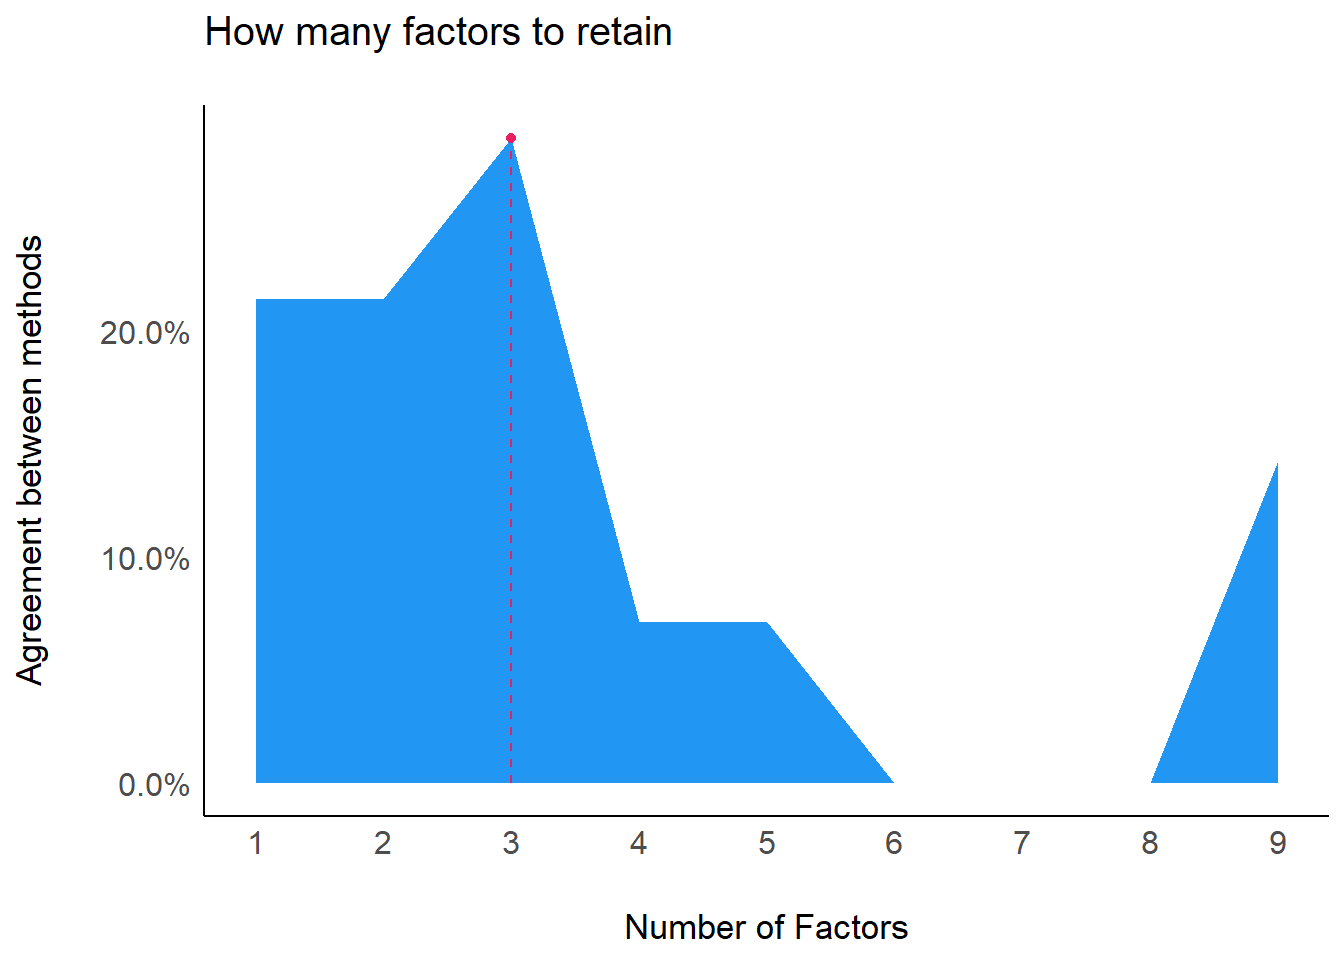 How many factors to retain
Agreement between methods
20.0%
10.0%
0.0%
1 2 3 4 5 6 7 8 9
Number of Factors